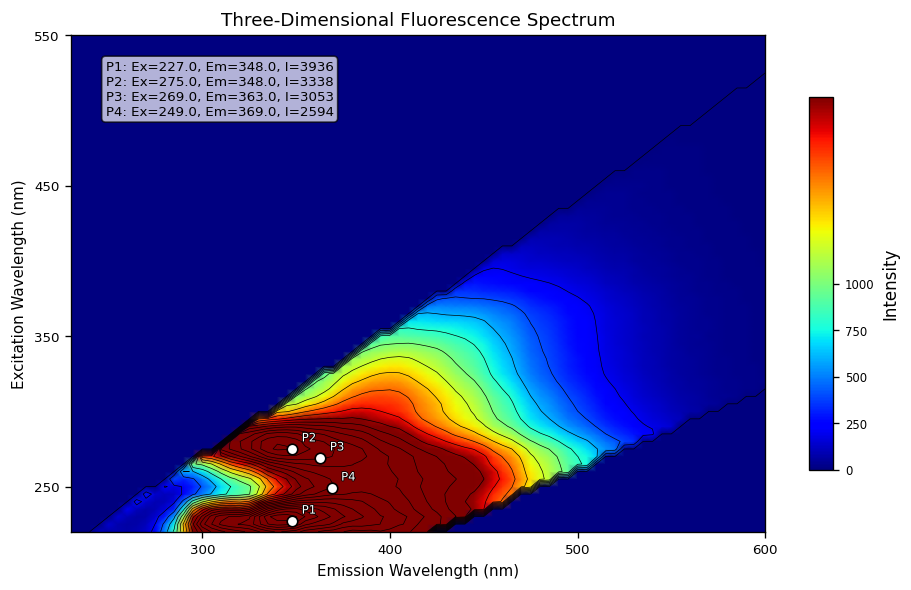 Three-Dimensional Fluorescence Spectrum
P1: Ex=227.0, Em=348.0, I=3936
P2: Ex=275.0, Em=348.0, I=3338
P3: Ex=269.0, Em=363.0, I=3053
P4: Ex=249.0, Em=369.0, I=2594
550
450
350
250
Excitation Wavelength (nm)
P2
P3
P4
P1
300
400
500
600
Emission Wavelength (nm)
1000
750
500
250
0
Intensity